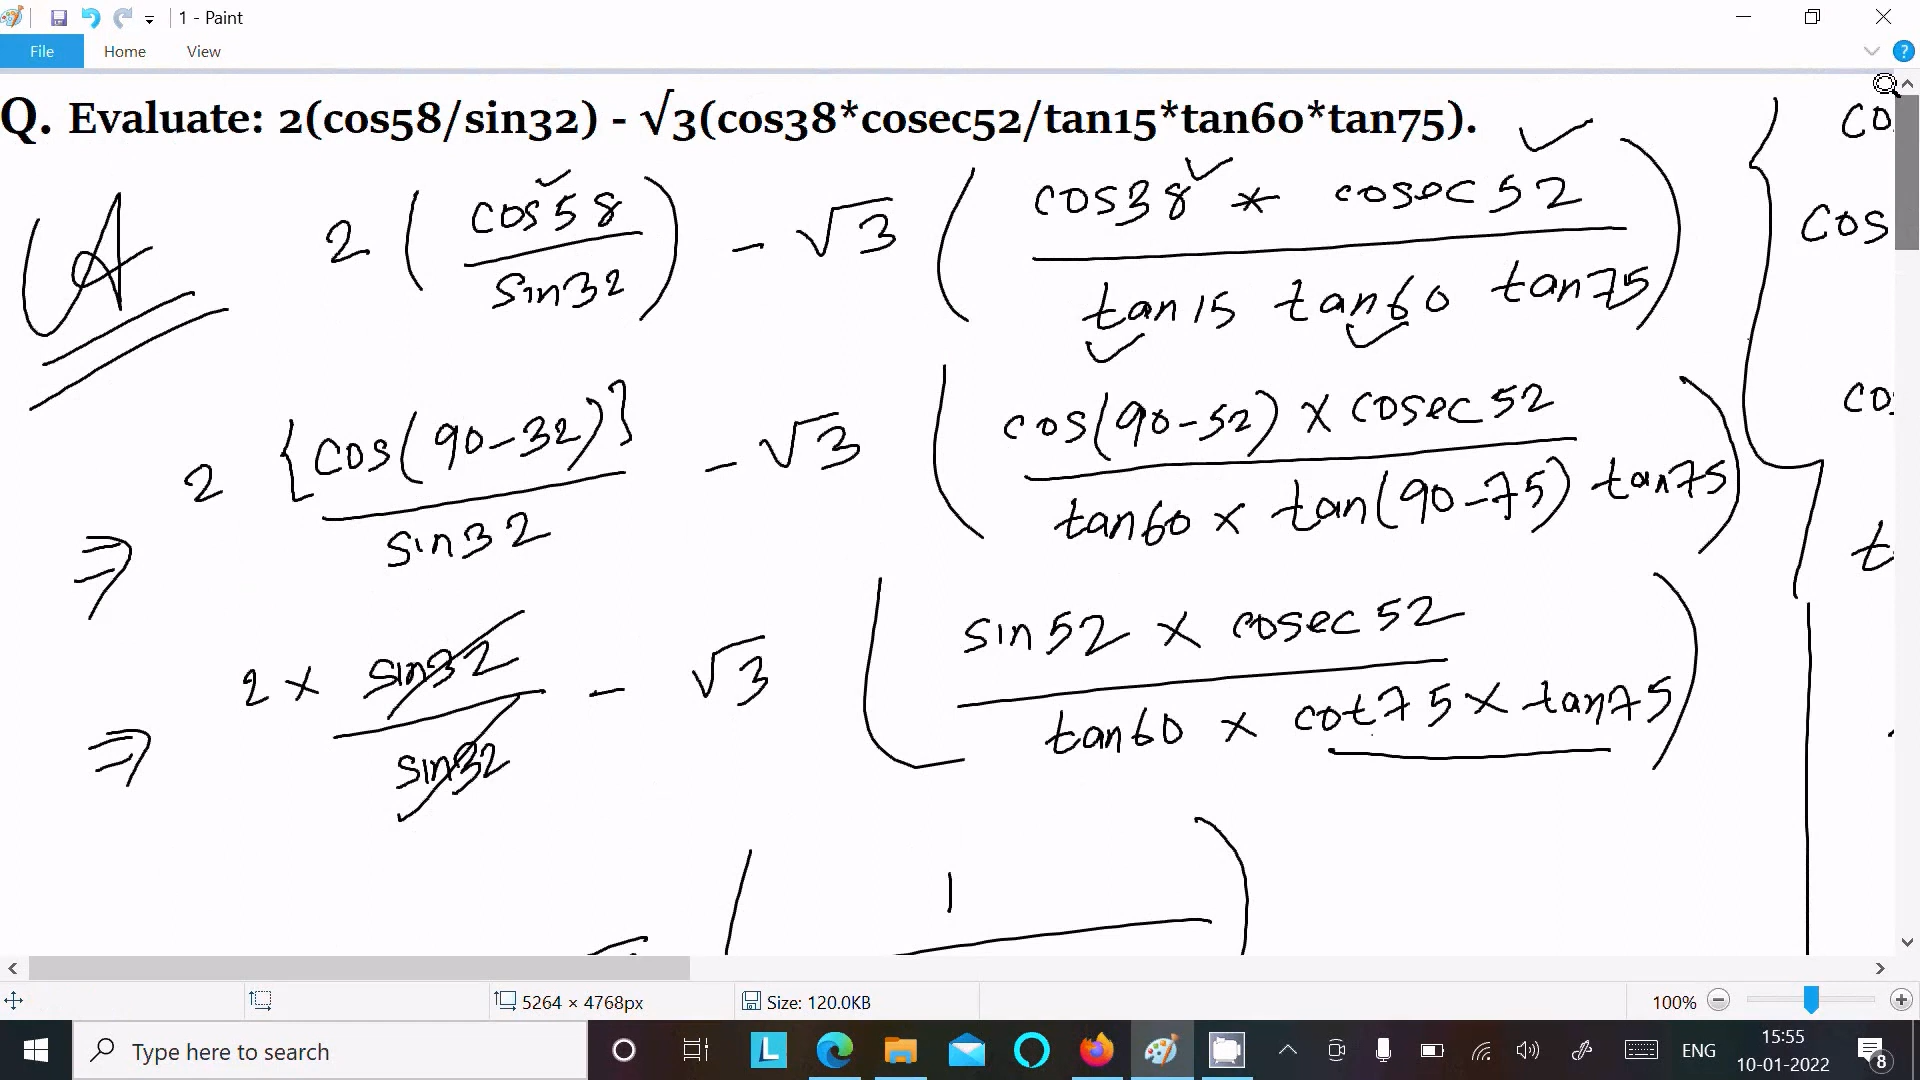 1 - Paint
File Home View
Q. Evaluate: 2(cos58/sin32) - √3(cos38*cosec52/tan15*tan60*tan75).
A 2 ( cos58 / sin32 ) - √3 ( cos38 * cosec52 / tan15 tan60 tan75 )
⇒ 2 {cos(90-32)} / sin32 - √3 ( cos(90-52) × cosec52 / tan60 × tan(90-75) tan75 )
⇒ 2 × sin32 / sin32 - √3 ( sin52 × cosec52 / tan60 × cot75 × tan75 )
( 1 )
co
cos
co
t
5264 × 4768px
Size: 120.0KB
100%
Type here to search
L
ENG
15:55
10-01-2022
8